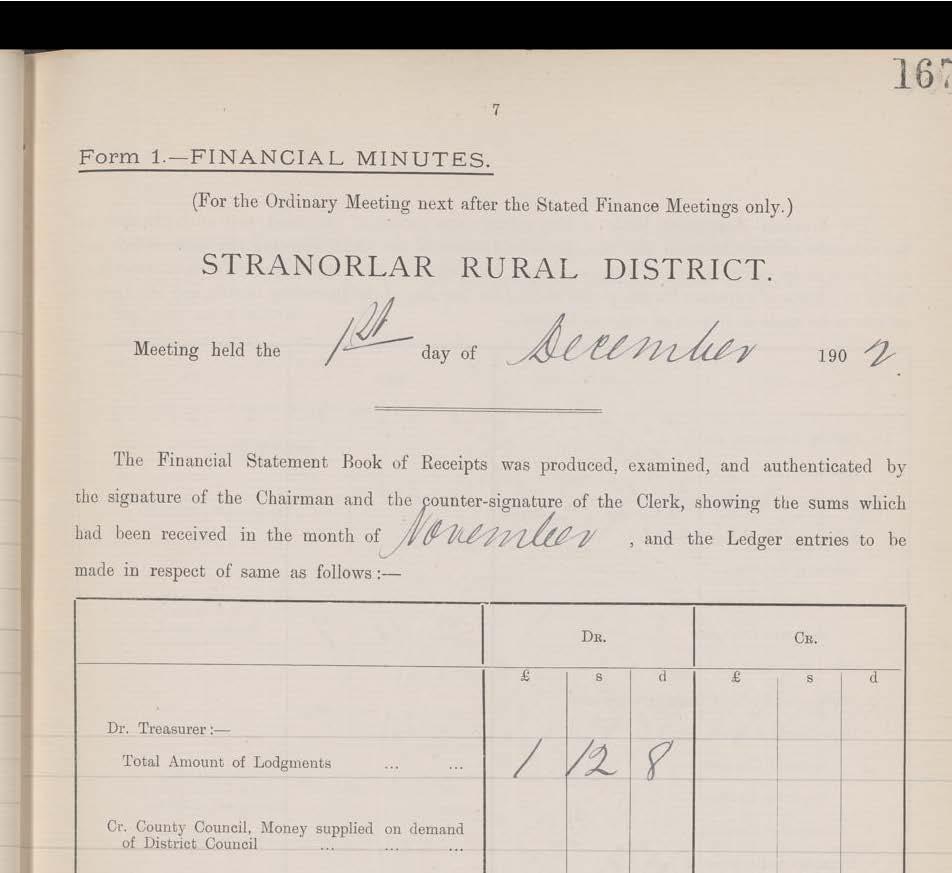 167
7
Form 1.—FINANCIAL MINUTES.
(For the Ordinary Meeting next after the Stated Finance Meetings only.)
STRANORLAR RURAL DISTRICT.
Meeting held the 1st day of December 1902.
The Financial Statement Book of Receipts was produced, examined, and authenticated by
the signature of the Chairman and the counter-signature of the Clerk, showing the sums which
had been received in the month of November , and the Ledger entries to be
made in respect of same as follows:—
Dr. Cr.
£ s d £ s d
Dr. Treasurer:—
Total Amount of Lodgments ... ... 1 12 8
Cr. County Council, Money supplied on demand
of District Council ... ... ...